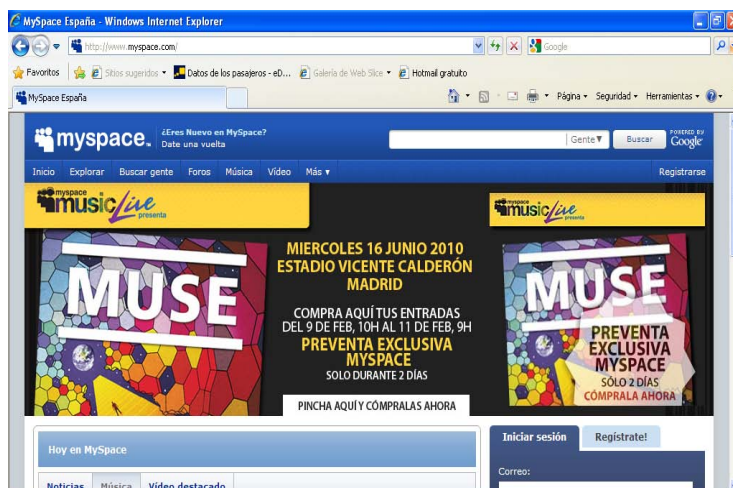 MySpace España - Windows Internet Explorer
http://www.myspace.com/
Google
Favoritos
Sitios sugeridos
Datos de los pasajeros - eD...
Galería de Web Slice
Hotmail gratuito
MySpace España
Página
Seguridad
Herramientas
myspace
¿Eres Nuevo en MySpace?
Date una vuelta
Gente
Buscar
POWERED BY
Google
Inicio Explorar Buscar gente Foros Música Vídeo Más
Registrarse
myspace
music Live
presenta
MUSE
MIERCOLES 16 JUNIO 2010
ESTADIO VICENTE CALDERÓN
MADRID
COMPRA AQUÍ TUS ENTRADAS
DEL 9 DE FEB, 10H AL 11 DE FEB, 9H
PREVENTA EXCLUSIVA
MYSPACE
SOLO DURANTE 2 DÍAS
PINCHA AQUÍ Y CÓMPRALAS AHORA
myspace
music Live
presenta
MUSE
PREVENTA
EXCLUSIVA
MYSPACE
SÓLO 2 DÍAS
CÓMPRALA AHORA
Hoy en MySpace
Noticias Música Vídeo destacado
Iniciar sesión
Regístrate!
Correo: